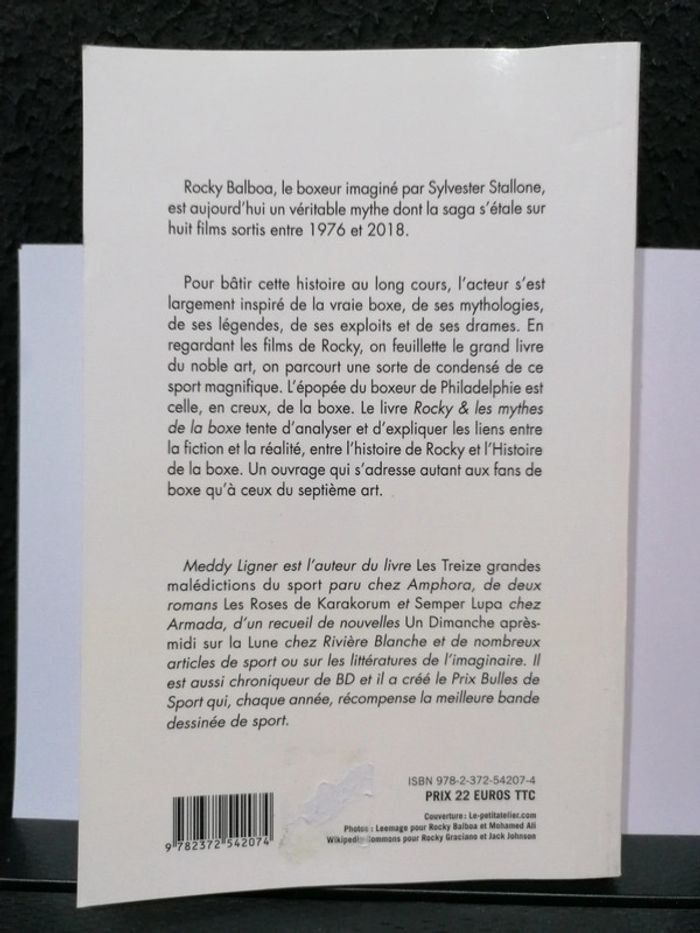 Rocky Balboa, le boxeur imaginé par Sylvester Stallone,
est aujourd'hui un véritable mythe dont la saga s'étale sur
huit films sortis entre 1976 et 2018.
Pour bâtir cette histoire au long cours, l'acteur s'est
largement inspiré de la vraie boxe, de ses mythologies,
de ses légendes, de ses exploits et de ses drames. En
regardant les films de Rocky, on feuillette le grand livre
du noble art, on parcourt une sorte de condensé de ce
sport magnifique. L'épopée du boxeur de Philadelphie est
celle, en creux, de la boxe. Le livre Rocky & les mythes
de la boxe tente d'analyser et d'expliquer les liens entre
la fiction et la réalité, entre l'histoire de Rocky et l'Histoire
de la boxe. Un ouvrage qui s'adresse autant aux fans de
boxe qu'à ceux du septième art.
Meddy Ligner est l'auteur du livre Les Treize grandes
malédictions du sport paru chez Amphora, de deux
romans Les Roses de Karakorum et Semper Lupa chez
Armada, d'un recueil de nouvelles Un Dimanche après-
midi sur la Lune chez Rivière Blanche et de nombreux
articles de sport ou sur les littératures de l'imaginaire. Il
est aussi chroniqueur de BD et il a créé le Prix Bulles de
Sport qui, chaque année, récompense la meilleure bande
dessinée de sport.
ISBN 978-2-372-54207-4
PRIX 22 EUROS TTC
Couverture : Le-petitatelier.com
Photos : Leemage pour Rocky Balboa et Mohamed Ali
Wikipedia Commons pour Rocky Graciano et Jack Johnson
9 782372 542074